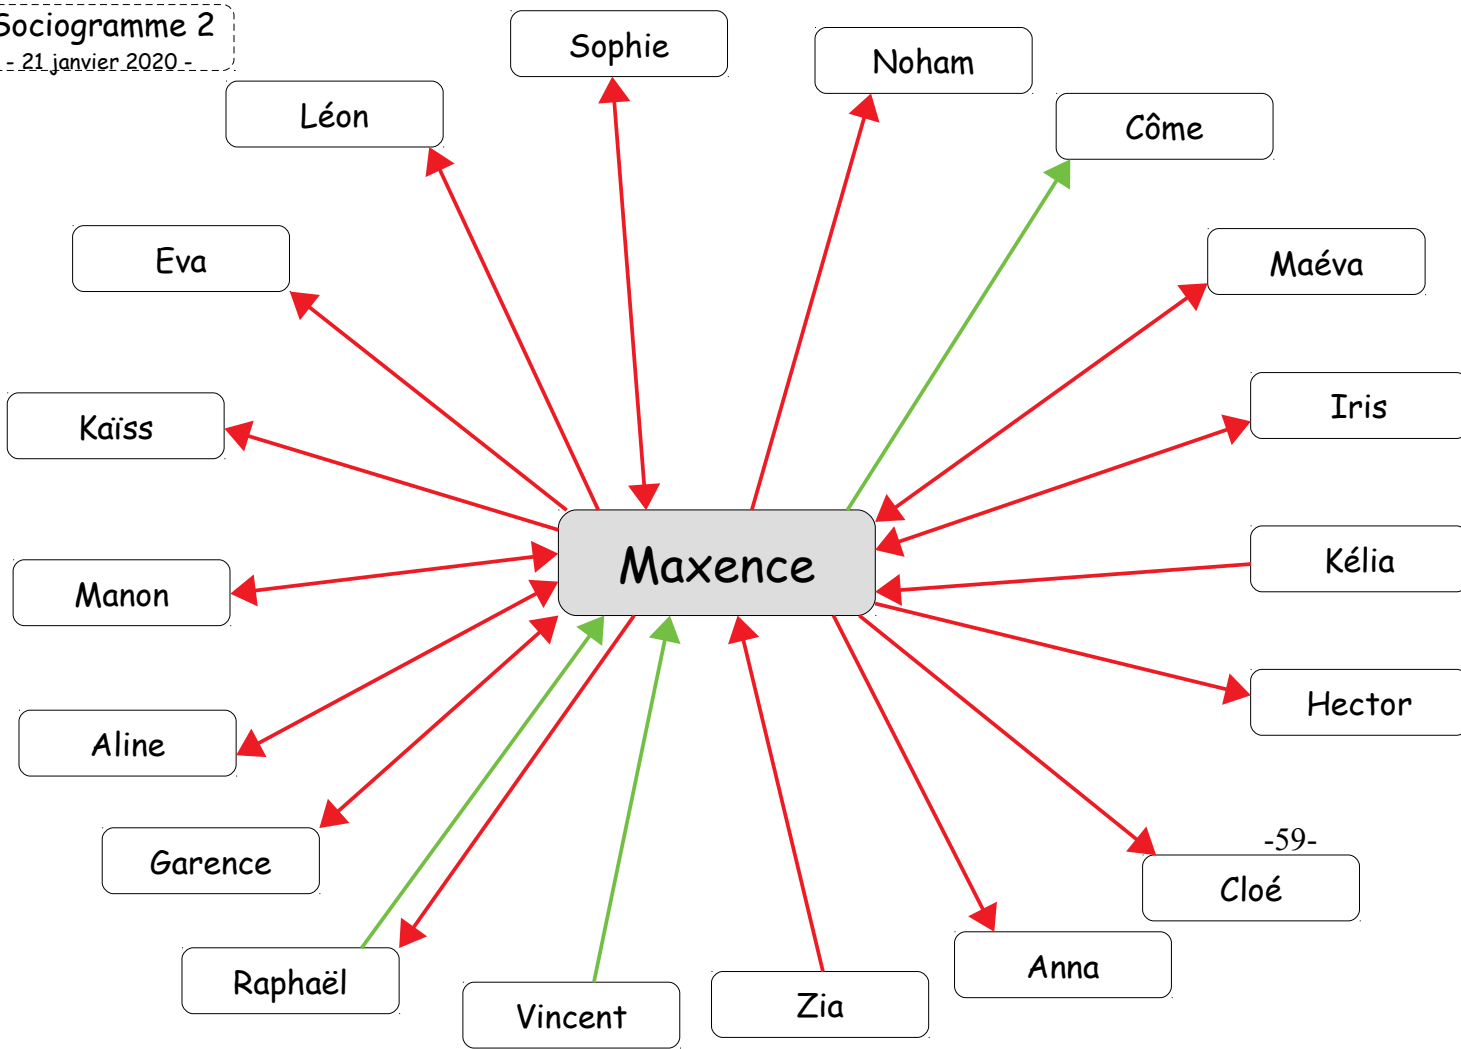 Sociogramme 2
- 21 janvier 2020 -
Sophie
Noham
Léon
Côme
Eva
Maéva
Kaïss
Iris
Maxence
Kélia
Manon
Hector
Aline
-59-
Garence
Cloé
Raphaël
Anna
Vincent
Zia